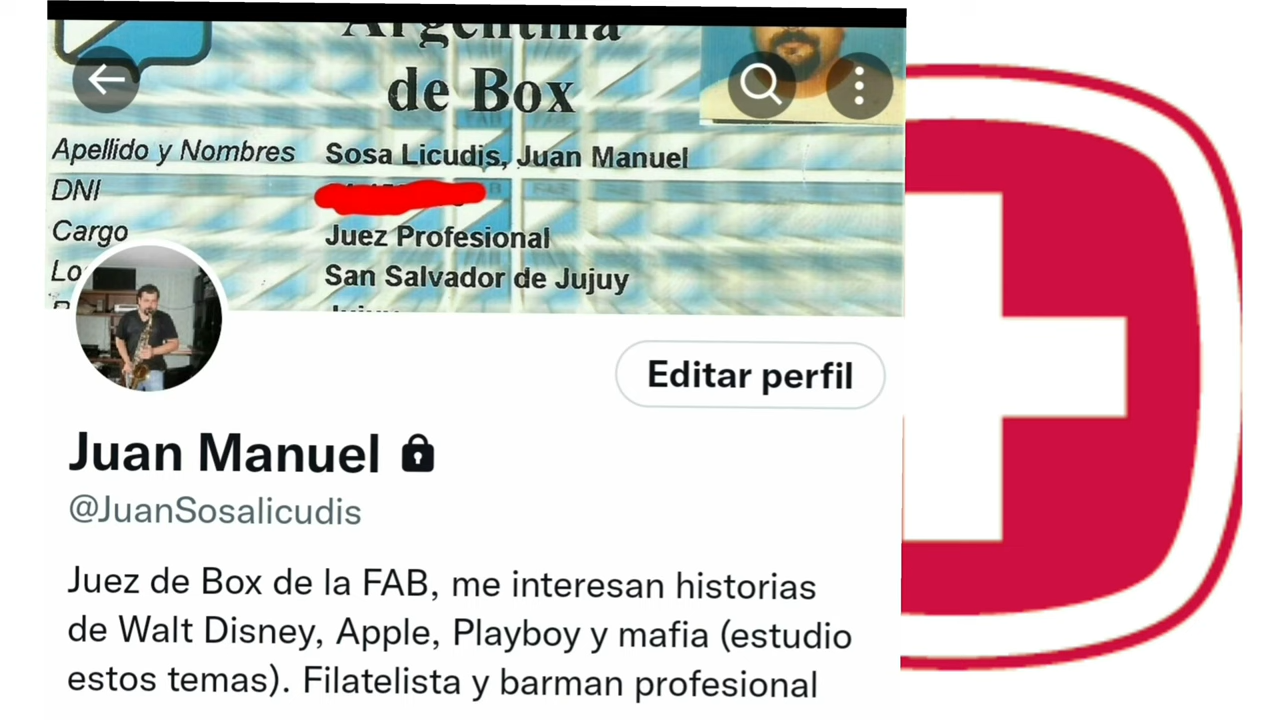 Argentina
de Box
Apellido y Nombres Sosa Licudis, Juan Manuel
DNI
Cargo Juez Profesional
San Salvador de Jujuy
Editar perfil
Juan Manuel
@JuanSosalicudis
Juez de Box de la FAB, me interesan historias
de Walt Disney, Apple, Playboy y mafia (estudio
estos temas). Filatelista y barman profesional